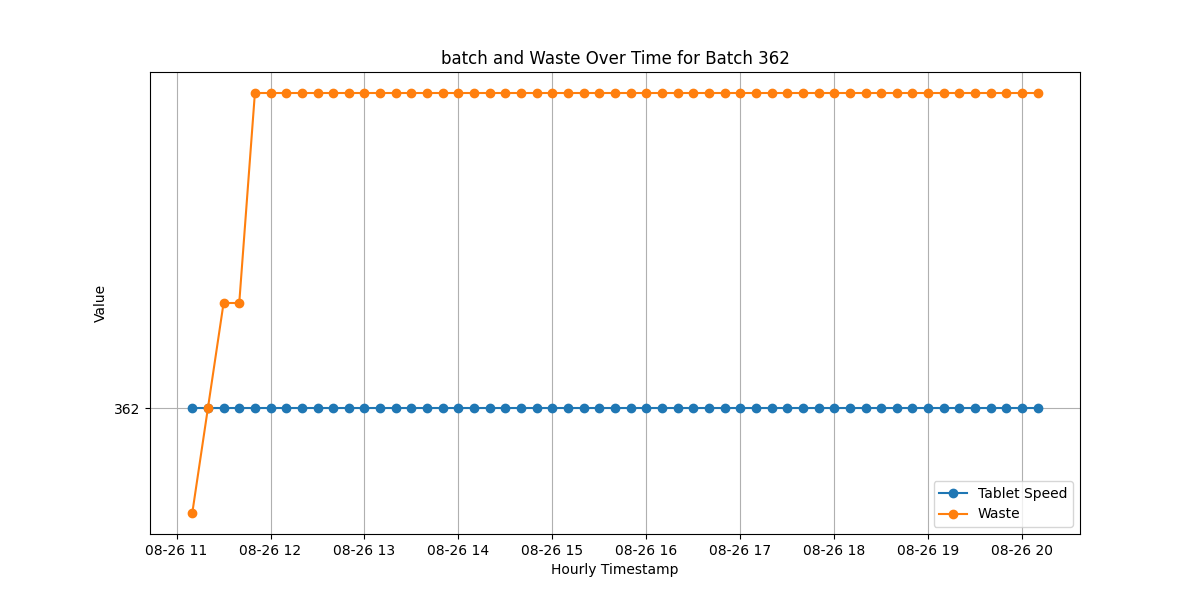 batch and Waste Over Time for Batch 362
Value
362
Tablet Speed
Waste
08-26 11 08-26 12 08-26 13 08-26 14 08-26 15 08-26 16 08-26 17 08-26 18 08-26 19 08-26 20
Hourly Timestamp